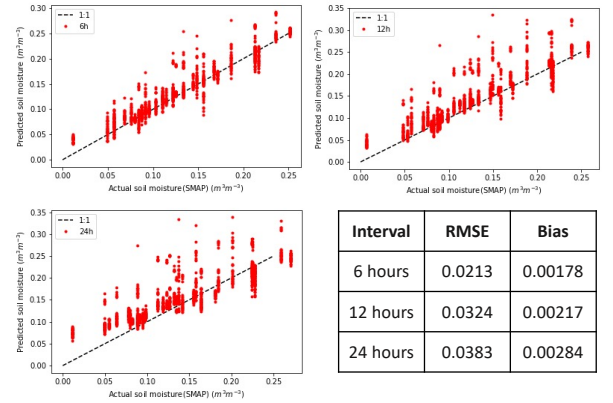 1:1
6h
Predicted soil moisture (m³m⁻³)
0.30
0.25
0.20
0.15
0.10
0.05
0.00
0.00 0.05 0.10 0.15 0.20 0.25
Actual soil moisture(SMAP) (m³m⁻³)
1:1
12h
Predicted soil moisture (m³m⁻³)
0.35
0.30
0.25
0.20
0.15
0.10
0.05
0.00
0.00 0.05 0.10 0.15 0.20 0.25
Actual soil moisture(SMAP) (m³m⁻³)
1:1
24h
Predicted soil moisture (m³m⁻³)
0.35
0.30
0.25
0.20
0.15
0.10
0.05
0.00
0.00 0.05 0.10 0.15 0.20 0.25
Actual soil moisture(SMAP) (m³m⁻³)
Interval RMSE Bias
6 hours 0.0213 0.00178
12 hours 0.0324 0.00217
24 hours 0.0383 0.00284